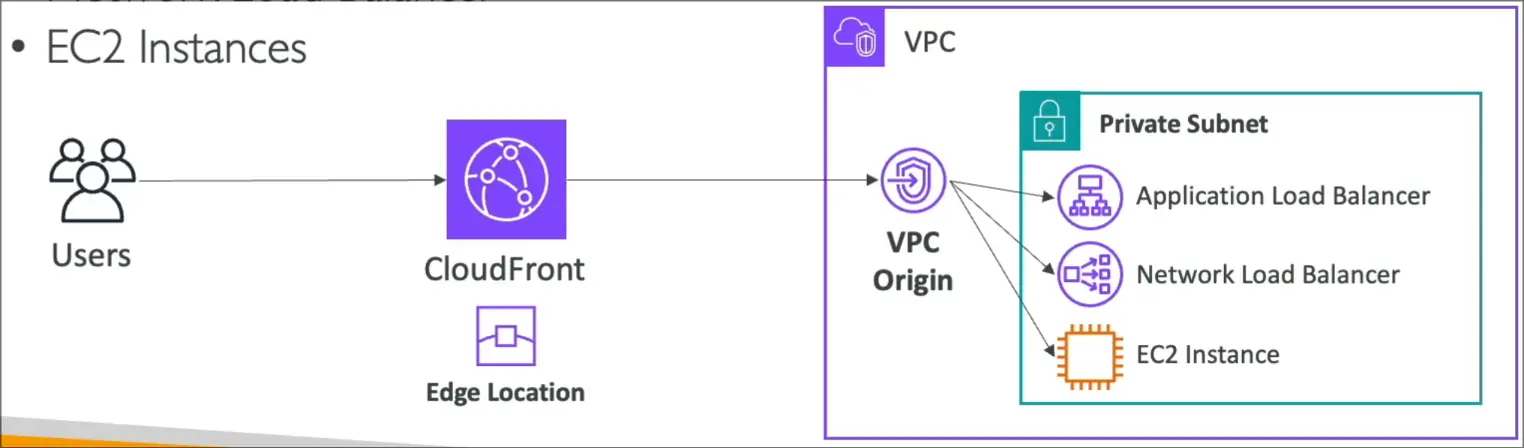 • EC2 Instances
VPC
Private Subnet
Users
CloudFront
Edge Location
VPC
Origin
Application Load Balancer
Network Load Balancer
EC2 Instance